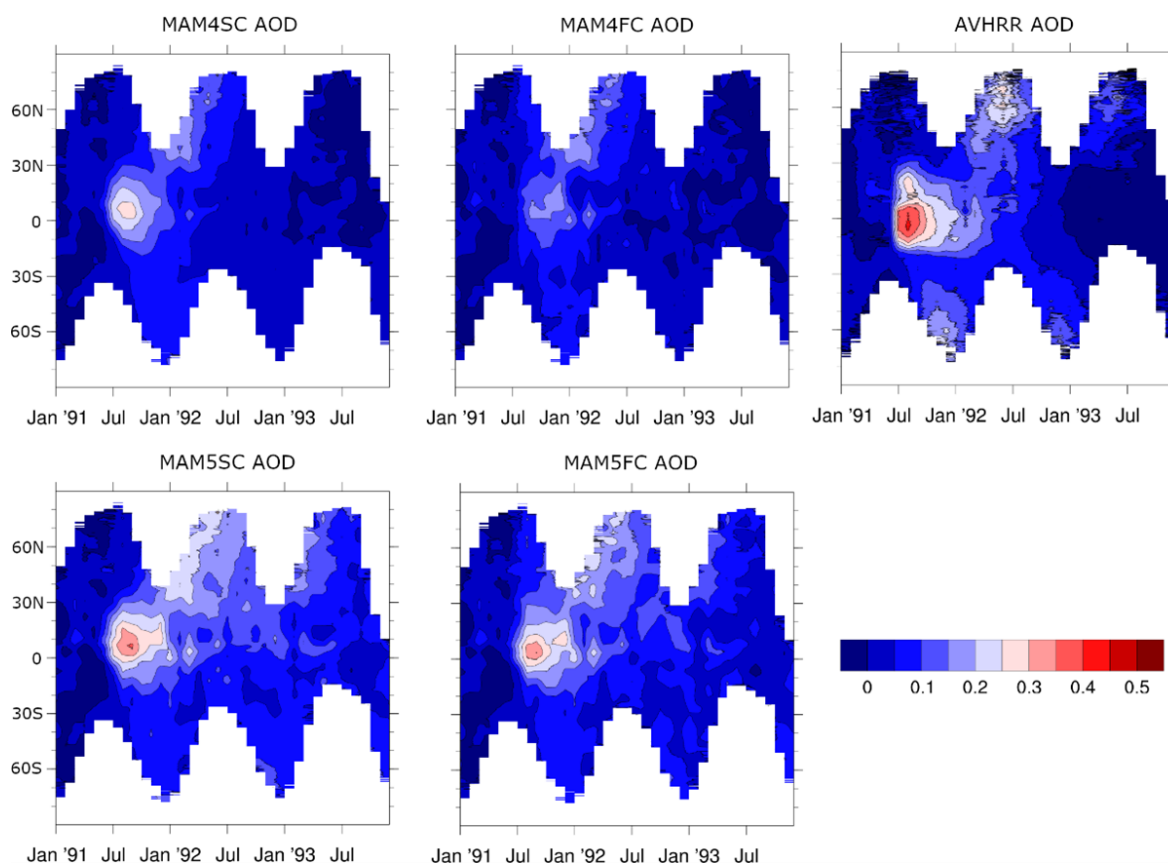 MAM4SC AOD MAM4FC AOD AVHRR AOD
60N
30N
0
30S
60S
Jan '91 Jul Jan '92 Jul Jan '93 Jul Jan '91 Jul Jan '92 Jul Jan '93 Jul Jan '91 Jul Jan '92 Jul Jan '93 Jul
MAM5SC AOD MAM5FC AOD
60N
30N
0
30S
60S
Jan '91 Jul Jan '92 Jul Jan '93 Jul Jan '91 Jul Jan '92 Jul Jan '93 Jul
0 0.1 0.2 0.3 0.4 0.5